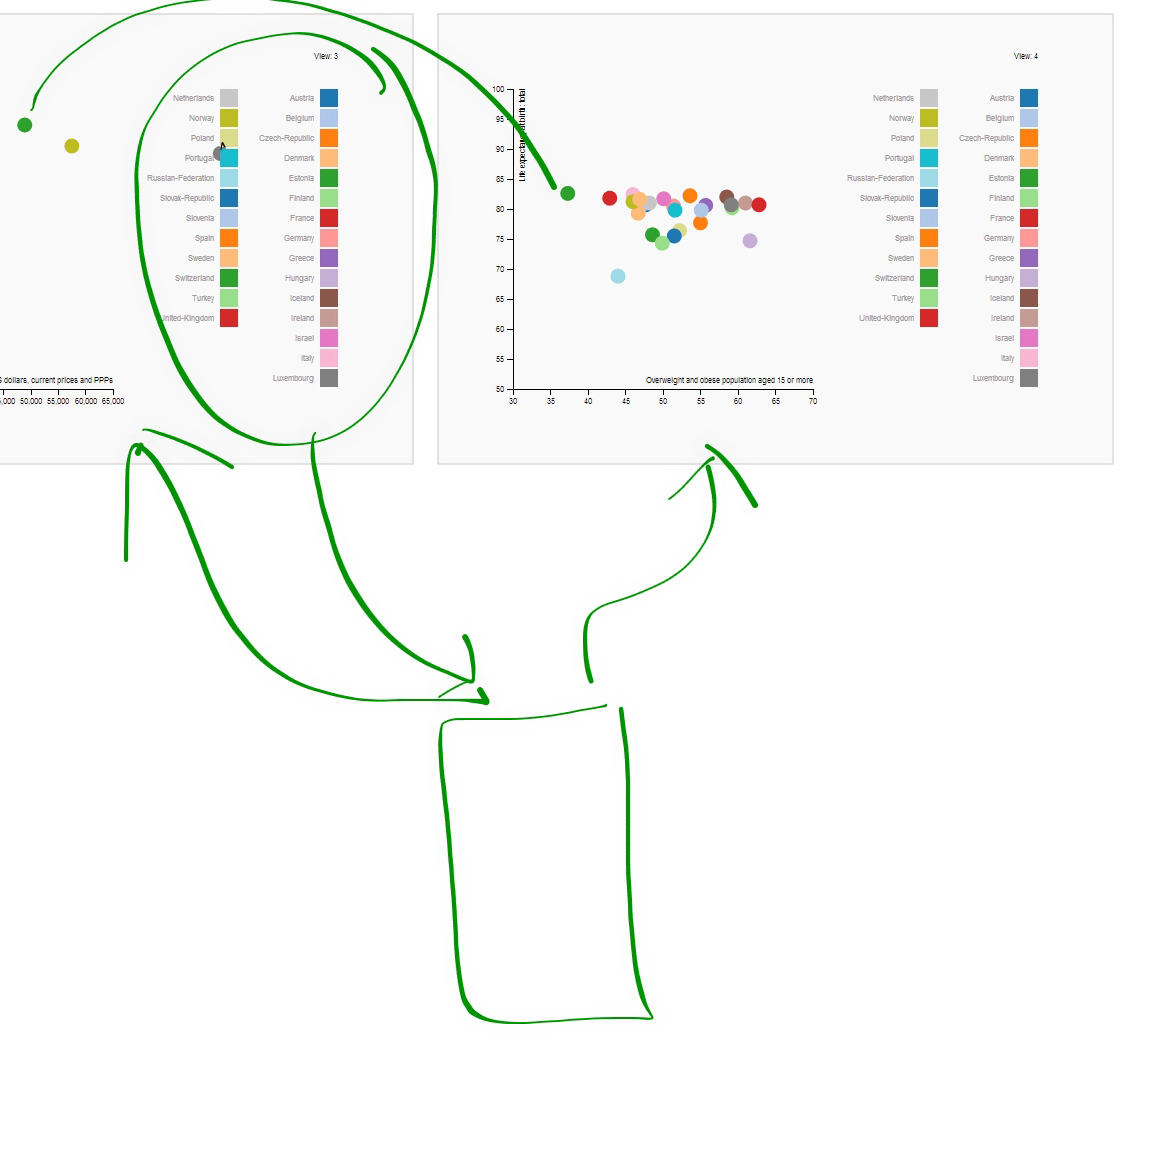 View: 3
Netherlands Austria
Norway Belgium
Poland Czech-Republic
Portugal Denmark
Russian-Federation Estonia
Slovak-Republic Finland
Slovenia France
Spain Germany
Sweden Greece
Switzerland Hungary
Turkey Iceland
United-Kingdom Ireland
Israel
Italy
Luxembourg
dollars, current prices and PPPs
50,000 55,000 60,000 65,000
View: 4
100
95
90
85
80
75
70
65
60
55
50
Overweight and obese population aged 15 or more
30 35 40 45 50 55 60 65 70
Netherlands Austria
Norway Belgium
Poland Czech-Republic
Portugal Denmark
Russian-Federation Estonia
Slovak-Republic Finland
Slovenia France
Spain Germany
Sweden Greece
Switzerland Hungary
Turkey Iceland
United-Kingdom Ireland
Israel
Italy
Luxembourg